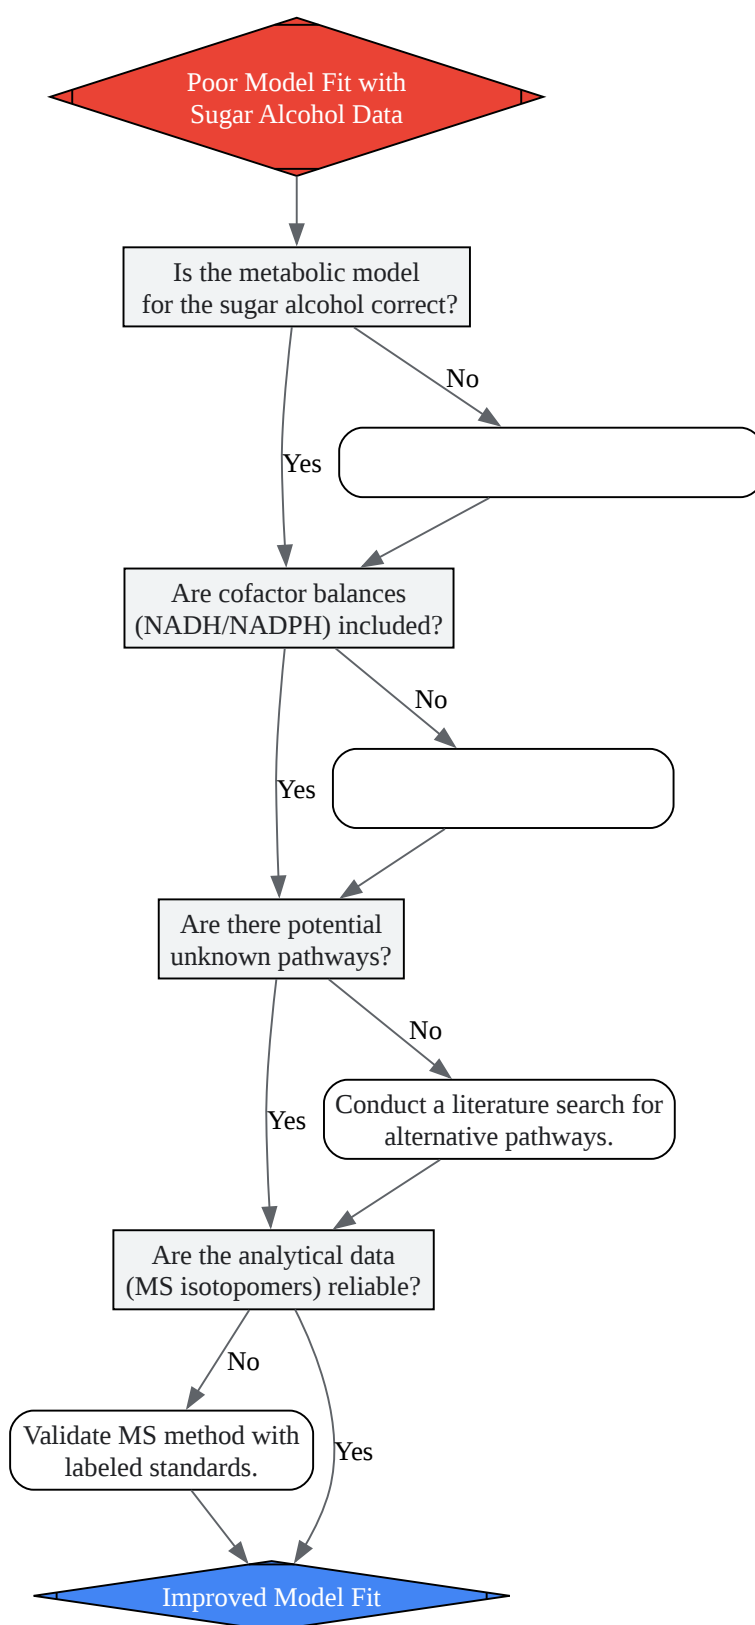 Poor Model Fit with
Sugar Alcohol Data
Is the metabolic model
for the sugar alcohol correct?
No
Yes
Are cofactor balances
(NADH/NADPH) included?
No
Yes
Are there potential
unknown pathways?
No
Conduct a literature search for
alternative pathways.
Yes
Are the analytical data
(MS isotopomers) reliable?
No
Validate MS method with
labeled standards.
Yes
Improved Model Fit